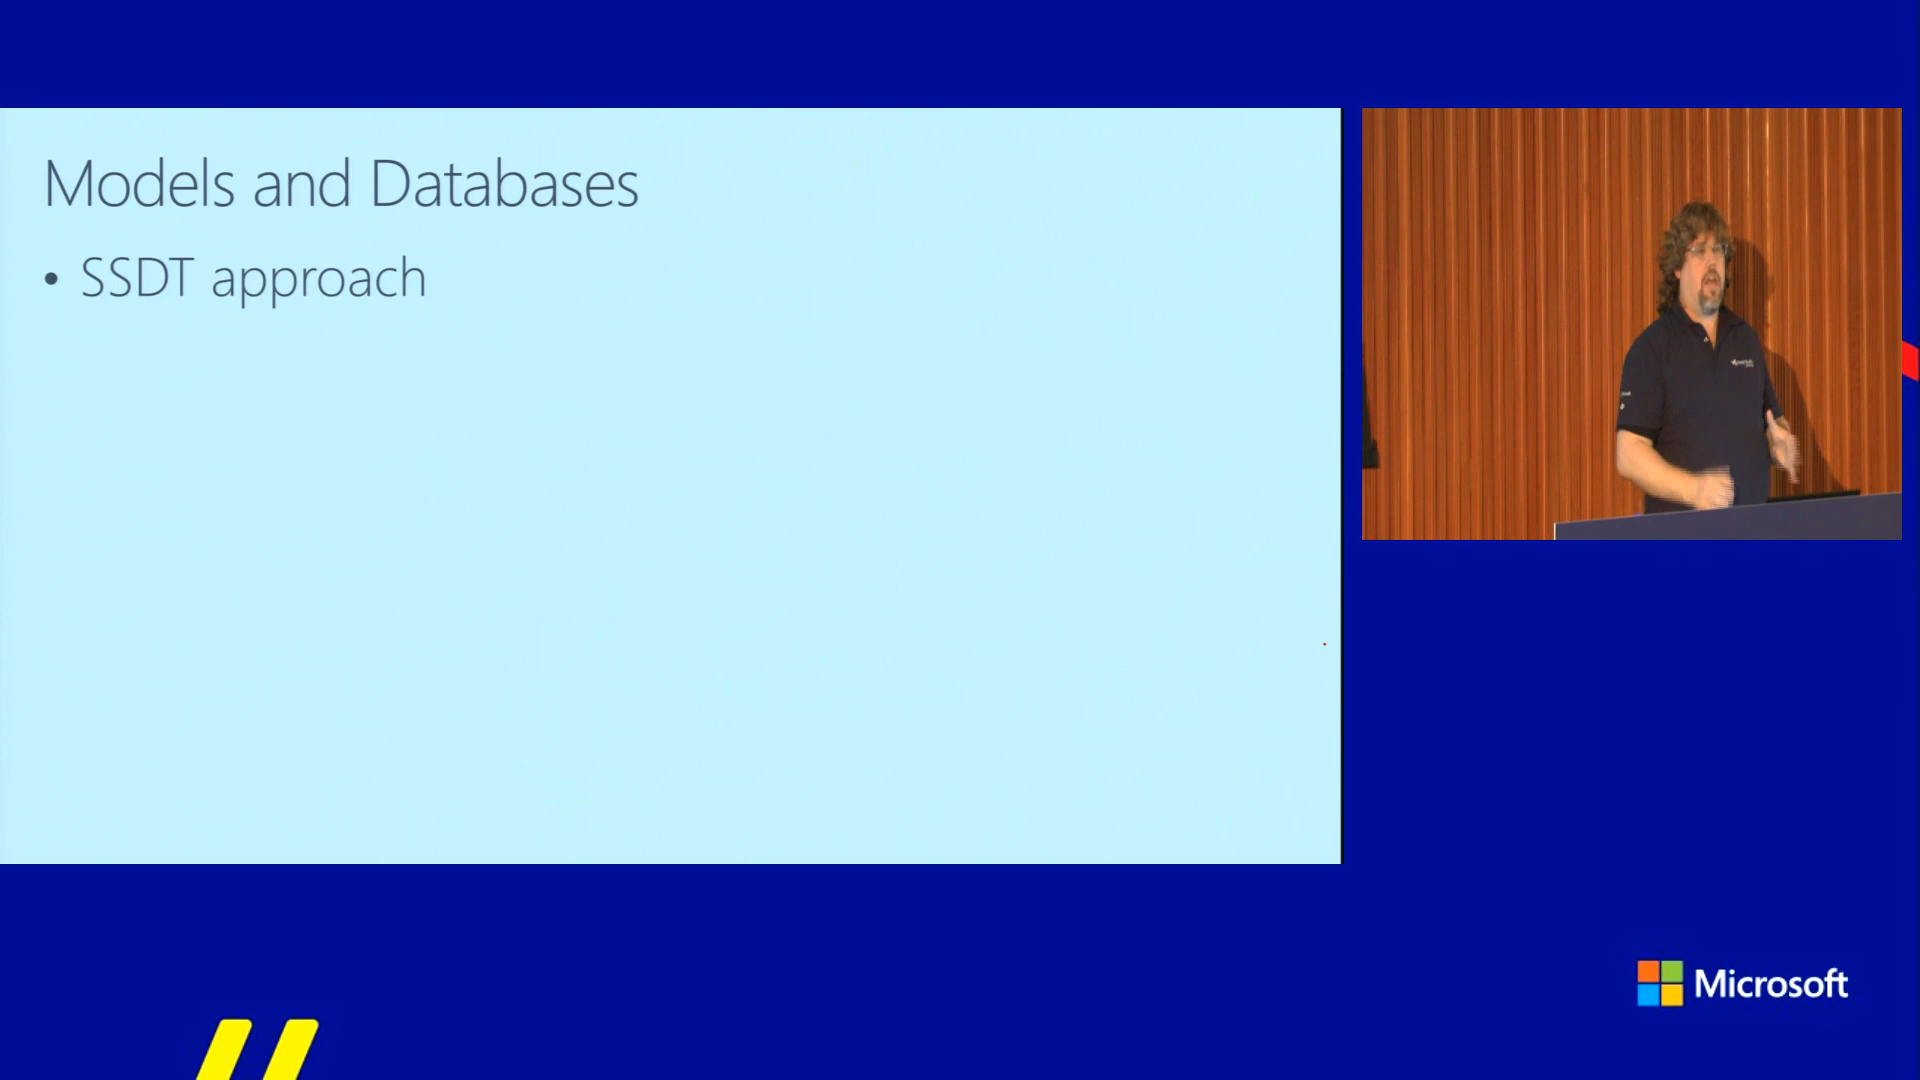 Models and Databases
• SSDT approach
Microsoft